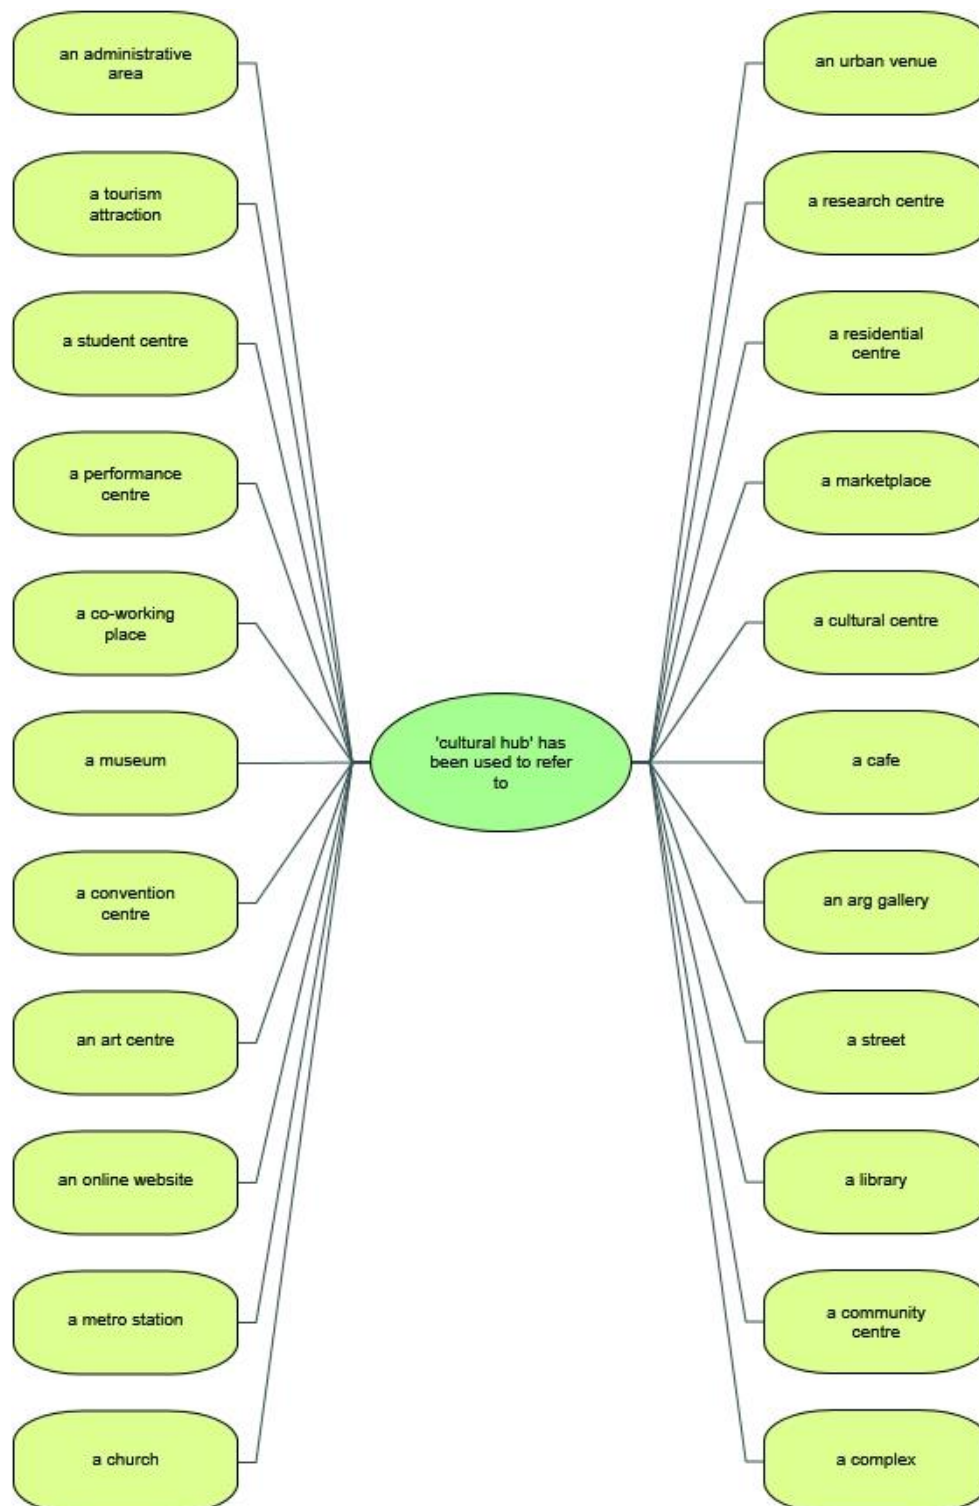 an administrative
area
a tourism
attraction
a student centre
a performance
centre
a co-working
place
a museum
a convention
centre
an art centre
an online website
a metro station
a church
'cultural hub' has
been used to refer
to
an urban venue
a research centre
a residential
centre
a marketplace
a cultural centre
a cafe
an arg gallery
a street
a library
a community
centre
a complex